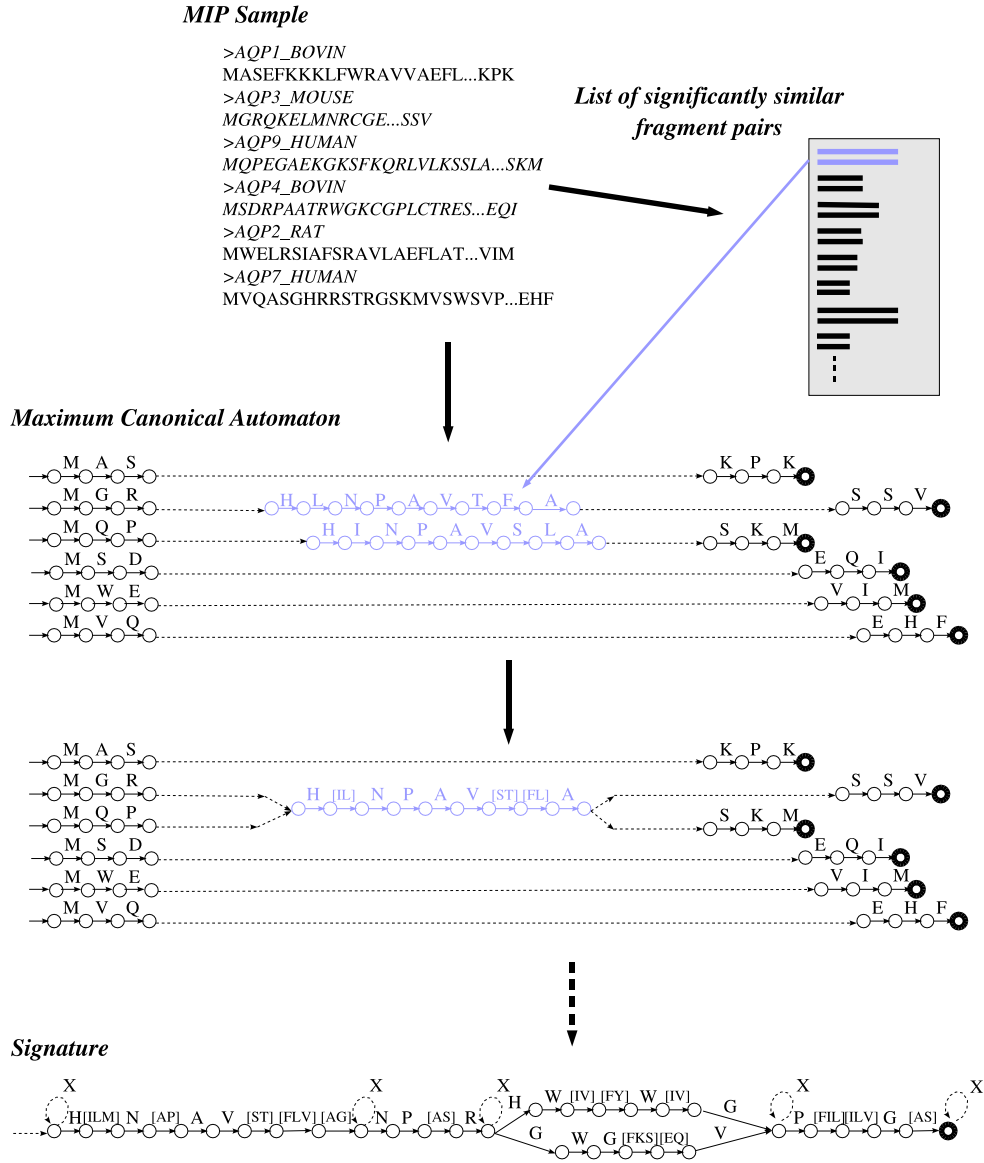 MIP Sample
>AQP1_BOVIN
MASEFKKKLFWRAVVAEFL...KPK
>AQP3_MOUSE
MGRQKELMNRCGE...SSV
>AQP9_HUMAN
MQPEGAEKGKSFKQRLVLKSSLA...SKM
>AQP4_BOVIN
MSDRPAATRWGKCGPLCTRES...EQI
>AQP2_RAT
MWELRSIAFSRAVLAEFLAT...VIM
>AQP7_HUMAN
MVQASGHRRSTRGSKMVSWSVP...EHF
List of significantly similar
fragment pairs
Maximum Canonical Automaton
M A S K P K
M G R H L N P A V T F A S S V
M Q P H I N P A V S L A S K M
M S D E Q I
M W E V I M
M V Q E H F
M A S K P K
M G R S S V
H [IL] N P A V [ST] [FL] A
M Q P S K M
M S D E Q I
M W E V I M
M V Q E H F
Signature
X X X X X
H W [IV] [FY] W [IV] G
H [ILM] N [AP] A V [ST] [FLV] [AG] N P [AS] R P [FIL] [ILV] G [AS]
G W G [FKS] [EQ] V